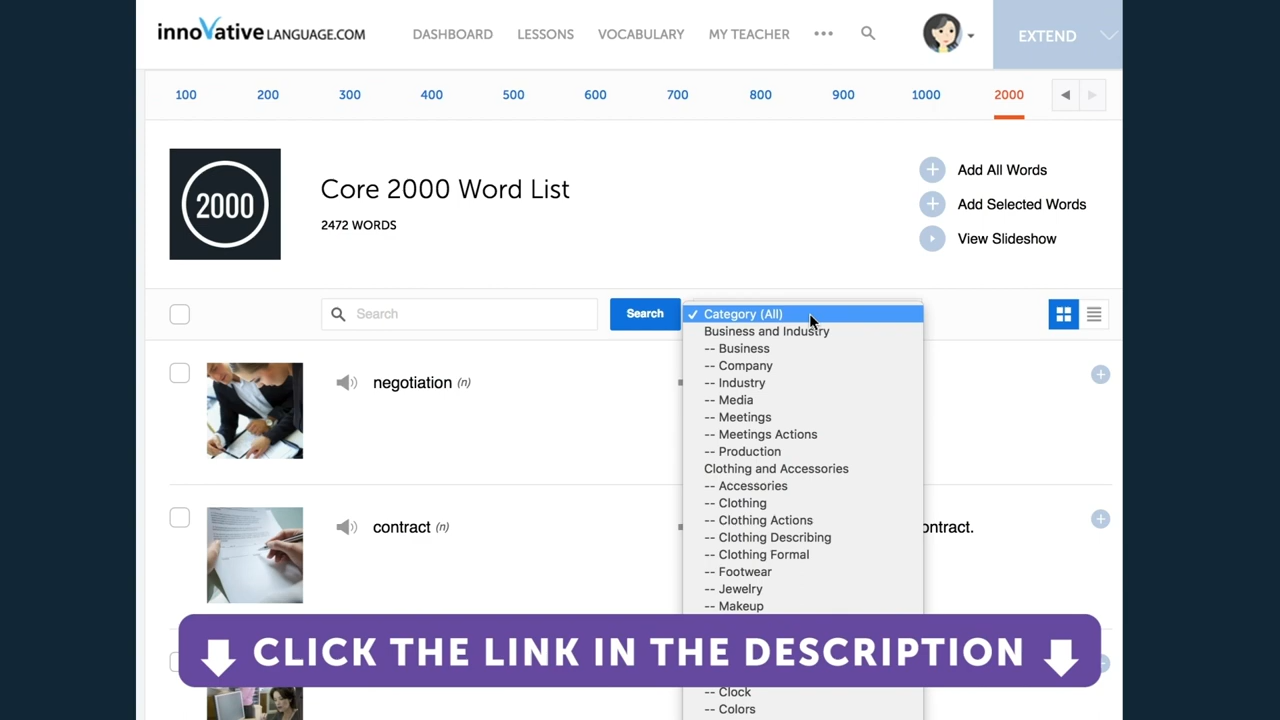 innoVative LANGUAGE.COM
DASHBOARD LESSONS VOCABULARY MY TEACHER
EXTEND
100 200 300 400 500 600 700 800 900 1000 2000
2000
Core 2000 Word List
2472 WORDS
Add All Words
Add Selected Words
View Slideshow
Search
Search
✓ Category (All)
Business and Industry
-- Business
-- Company
-- Industry
-- Media
-- Meetings
-- Meetings Actions
-- Production
Clothing and Accessories
-- Accessories
-- Clothing
-- Clothing Actions
-- Clothing Describing
-- Clothing Formal
-- Footwear
-- Jewelry
-- Makeup
-- Clock
-- Colors
negotiation (n)
contract (n)
ontract.
CLICK THE LINK IN THE DESCRIPTION